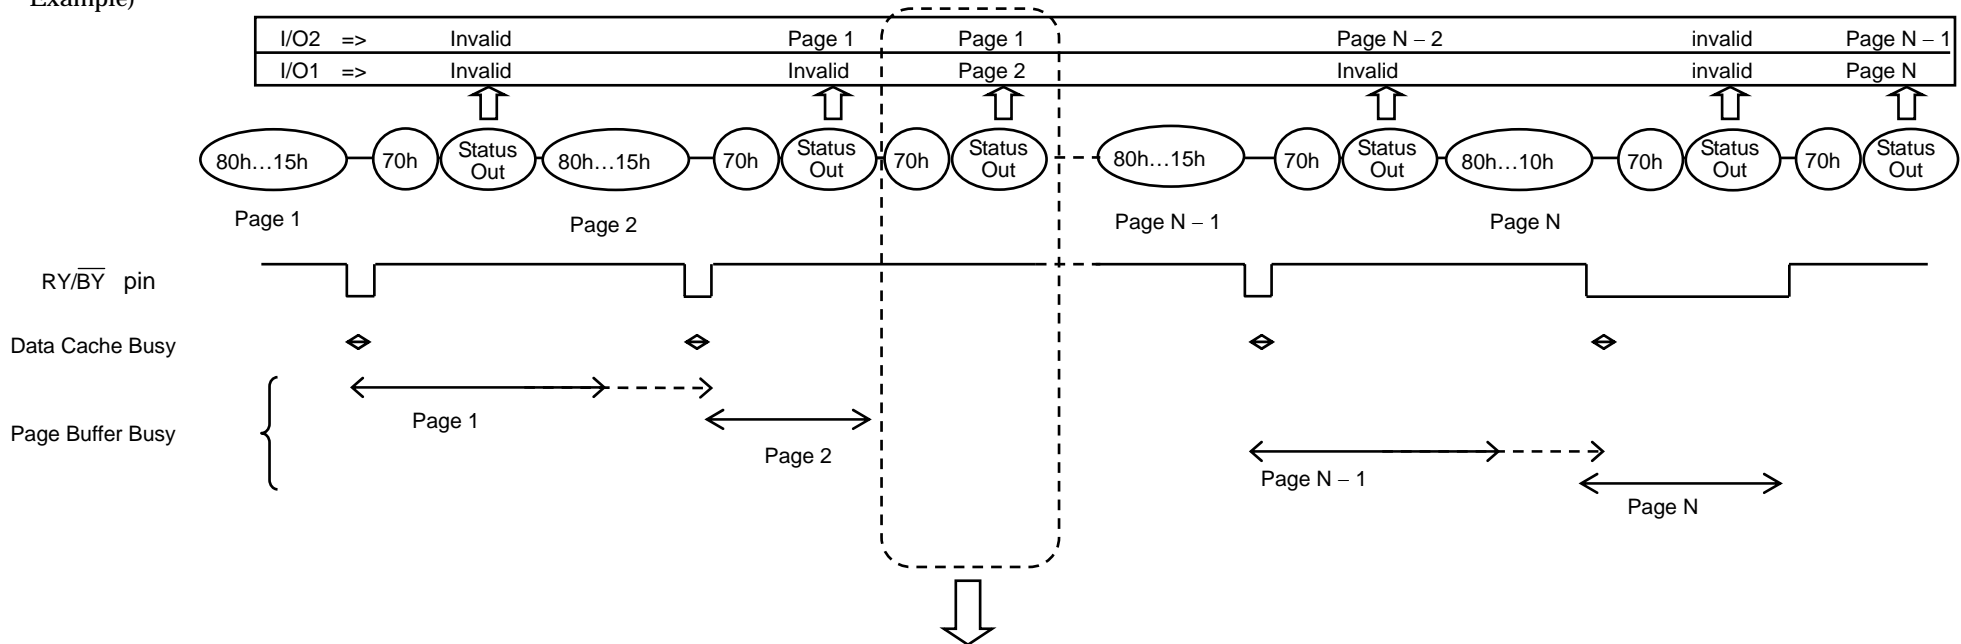 Example)
I/O2 => Invalid Page 1 Page 1 Page N – 2 invalid Page N – 1
I/O1 => Invalid Invalid Page 2 Invalid invalid Page N
80h…15h 70h Status Out 80h…15h 70h Status Out 70h Status Out 80h…15h 70h Status Out 80h…10h 70h Status Out 70h Status Out
Page 1 Page 2 Page N – 1 Page N
RY/B̅Y̅ pin
Data Cache Busy
Page Buffer Busy
Page 1
Page 2
Page N – 1
Page N